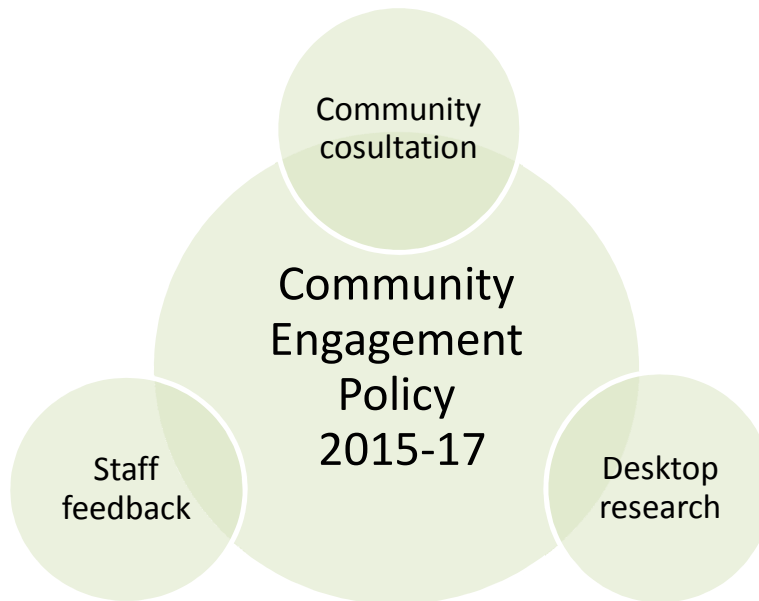 Community
cosultation
Community
Engagement
Policy
2015-17
Staff
feedback
Desktop
research